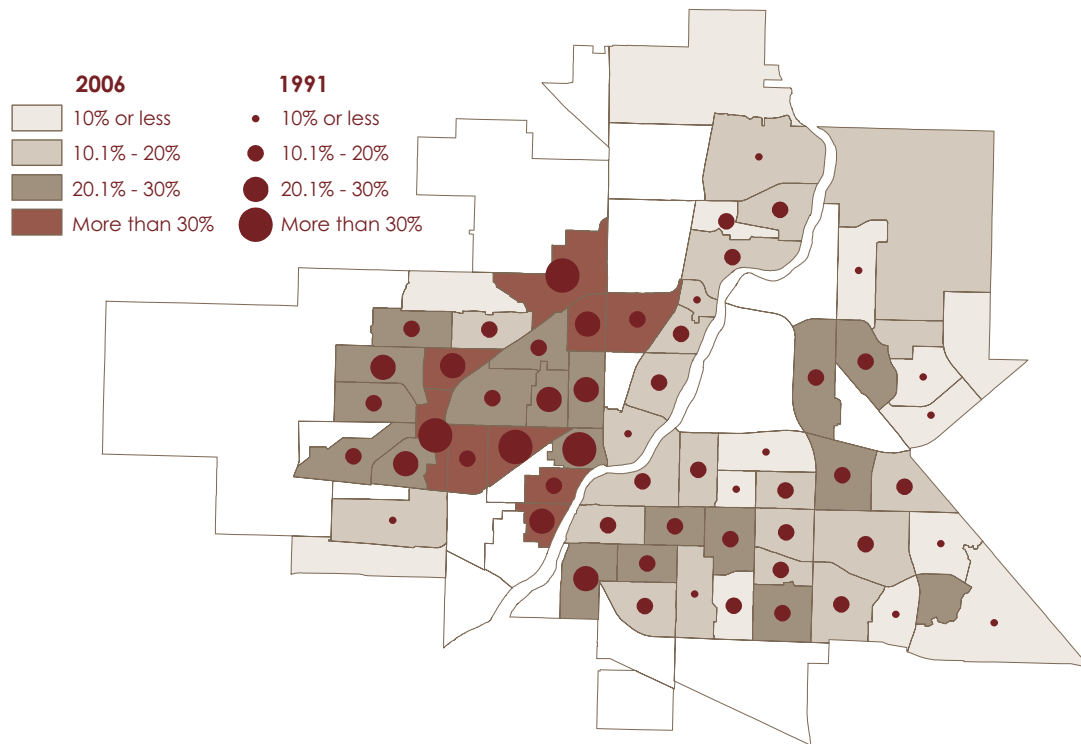 2006 1991
10% or less 10% or less
10.1% - 20% 10.1% - 20%
20.1% - 30% 20.1% - 30%
More than 30% More than 30%